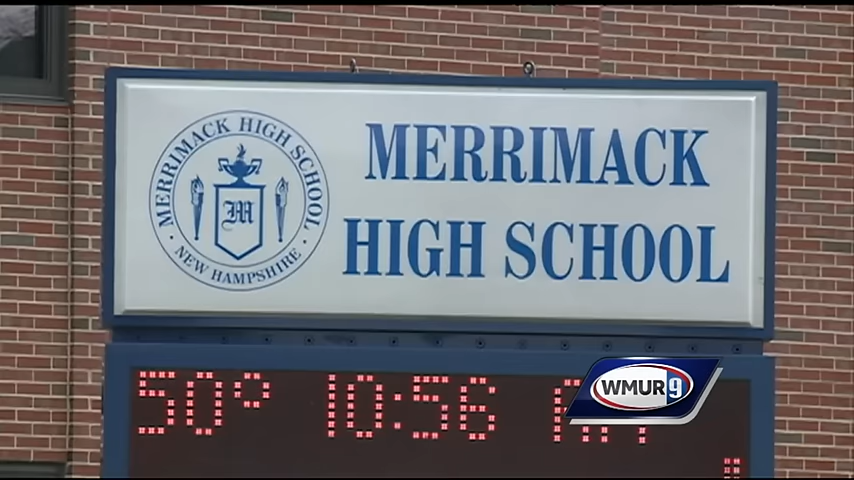 MERRIMACK HIGH SCHOOL
M
NEW HAMPSHIRE
MERRIMACK
HIGH SCHOOL
50° 10:56
WMUR 9